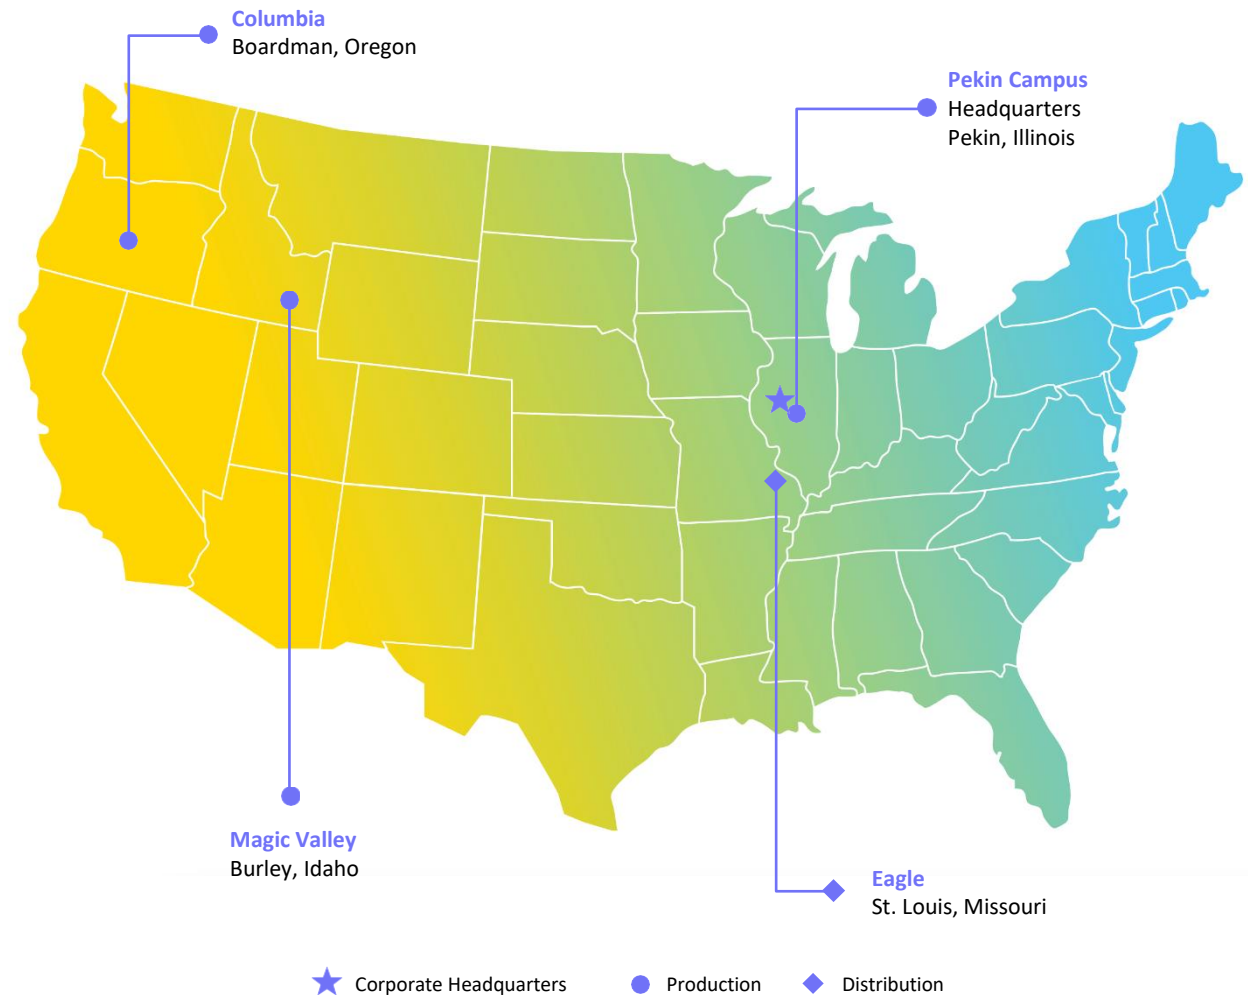 Columbia
Boardman, Oregon
Pekin Campus
Headquarters
Pekin, Illinois
Magic Valley
Burley, Idaho
Eagle
St. Louis, Missouri
Corporate Headquarters
Production
Distribution